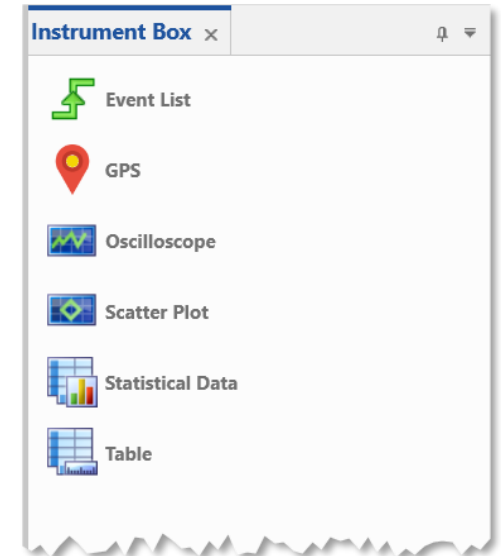 Instrument Box
Event List
GPS
Oscilloscope
Scatter Plot
Statistical Data
Table